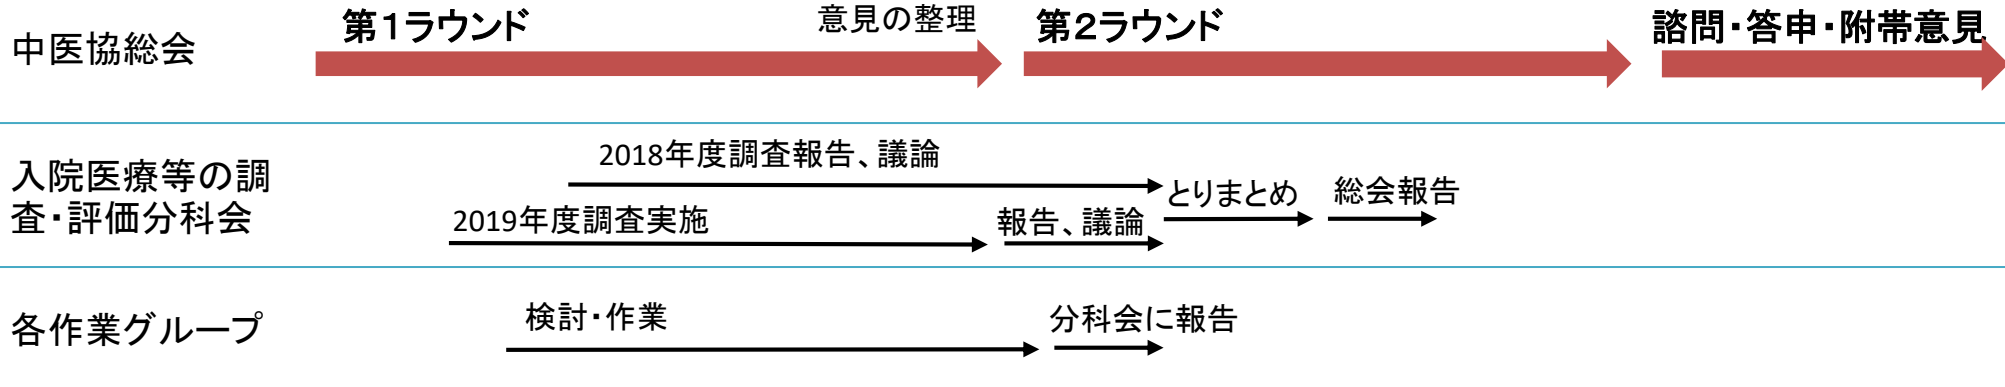 中医協総会
第1ラウンド
意見の整理
第2ラウンド
諮問・答申・附帯意見
入院医療等の調
査・評価分科会
2018年度調査報告、議論
2019年度調査実施
報告、議論
とりまとめ
総会報告
各作業グループ
検討・作業
分科会に報告